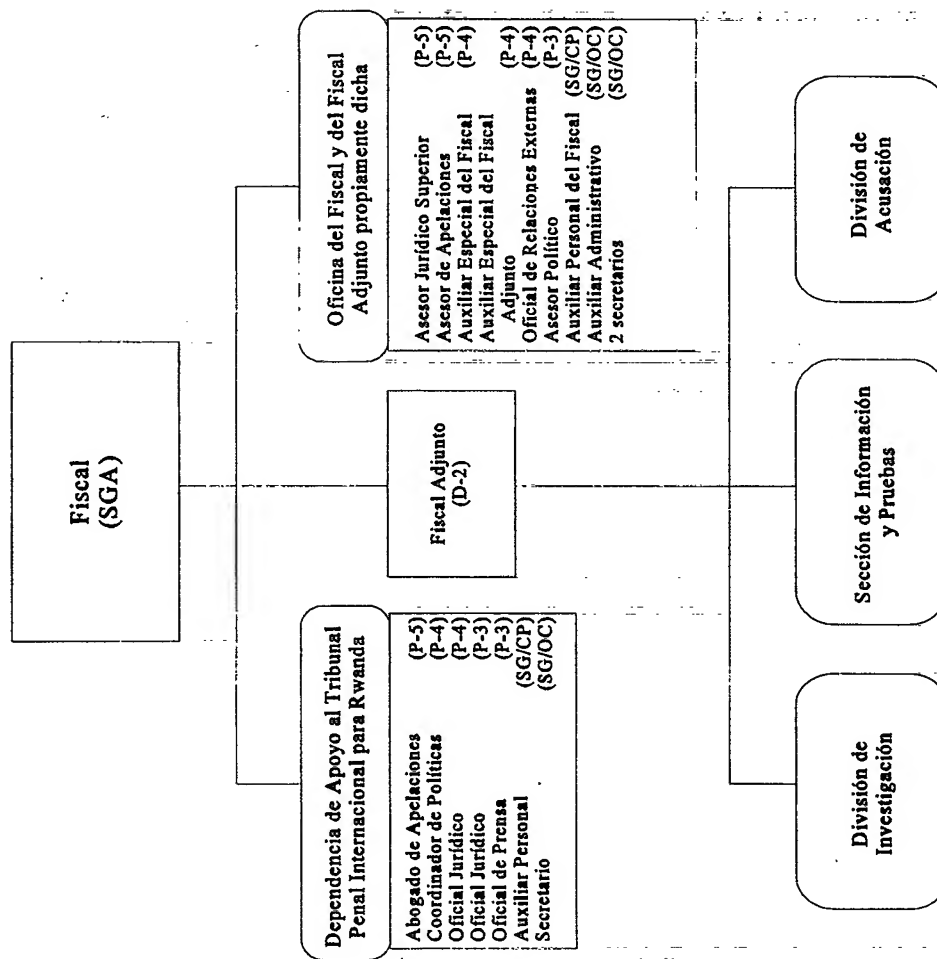 Fiscal
(SGA)
Dependencia de Apoyo al Tribunal
Penal Internacional para Rwanda
Abogado de Apelaciones (P-5)
Coordinador de Políticas (P-4)
Oficial Jurídico (P-4)
Oficial Jurídico (P-3)
Oficial de Prensa (P-3)
Auxiliar Personal (SG/CP)
Secretario (SG/OC)
Fiscal Adjunto
(D-2)
Oficina del Fiscal y del Fiscal
Adjunto propiamente dicha
Asesor Jurídico Superior (P-5)
Asesor de Apelaciones (P-5)
Auxiliar Especial del Fiscal (P-4)
Auxiliar Especial del Fiscal
Adjunto (P-4)
Oficial de Relaciones Externas (P-4)
Asesor Político (P-3)
Auxiliar Personal del Fiscal (SG/CP)
Auxiliar Administrativo (SG/OC)
2 secretarios (SG/OC)
División de
Investigación
Sección de Información
y Pruebas
División de
Acusación